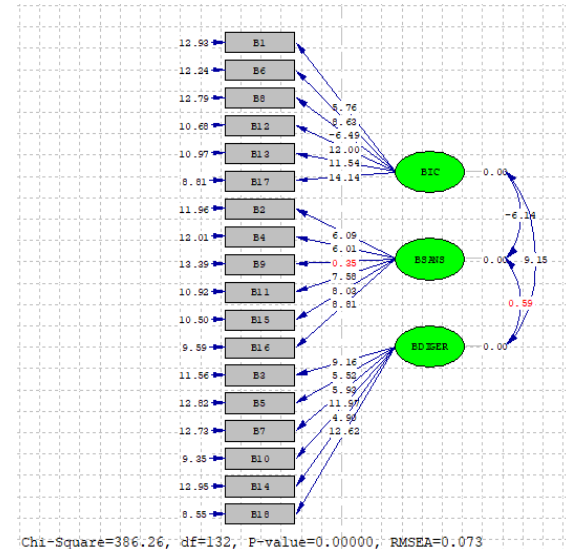 12.93 B1
12.24 B6
12.79 B8
10.68 B12
10.97 B13
8.81 B17
11.96 B2
12.01 B4
13.39 B9
10.92 B11
10.50 B15
9.59 B16
11.56 B3
12.82 B5
12.73 B7
9.35 B10
12.95 B14
8.55 B18
5.76
8.63
-6.49
12.00
11.54
14.14
6.09
6.01
0.35
7.58
8.03
8.81
9.16
5.52
5.93
11.97
4.90
12.62
BIC 0.00
BSANS 0.00
BDIGER 0.00
-6.14
9.15
0.59
Chi-Square=386.26, df=132, P-value=0.00000, RMSEA=0.073